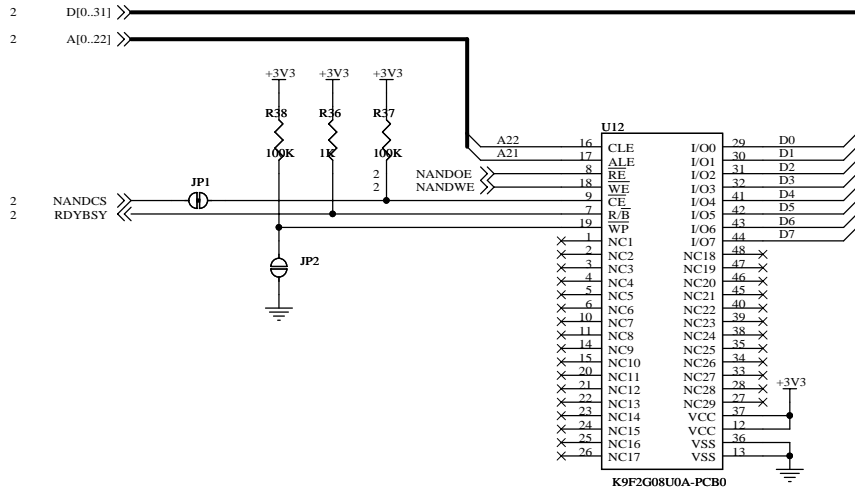 2 D[0..31]
2 A[0..22]
+3V3 +3V3 +3V3
R38 R36 R37
100K 1K 100K
U12
A22 16 CLE I/O0 29 D0
A21 17 ALE I/O1 30 D1
2 NANDOE 8 RE I/O2 31 D2
2 NANDWE 18 WE I/O3 32 D3
JP1
2 NANDCS 9 CE I/O4 41 D4
2 RDYBSY 7 R/B I/O5 42 D5
19 WP I/O6 43 D6
1 NC1 I/O7 44 D7
JP2
2 NC2 NC18 48
3 NC3 NC19 47
4 NC4 NC20 46
5 NC5 NC21 45
6 NC6 NC22 40
10 NC7 NC23 39
11 NC8 NC24 38
14 NC9 NC25 35
15 NC10 NC26 34
20 NC11 NC27 33
21 NC12 NC28 28
+3V3
22 NC13 NC29 27
23 NC14 VCC 37
24 NC15 VCC 12
25 NC16 VSS 36
26 NC17 VSS 13
K9F2G08U0A-PCB0